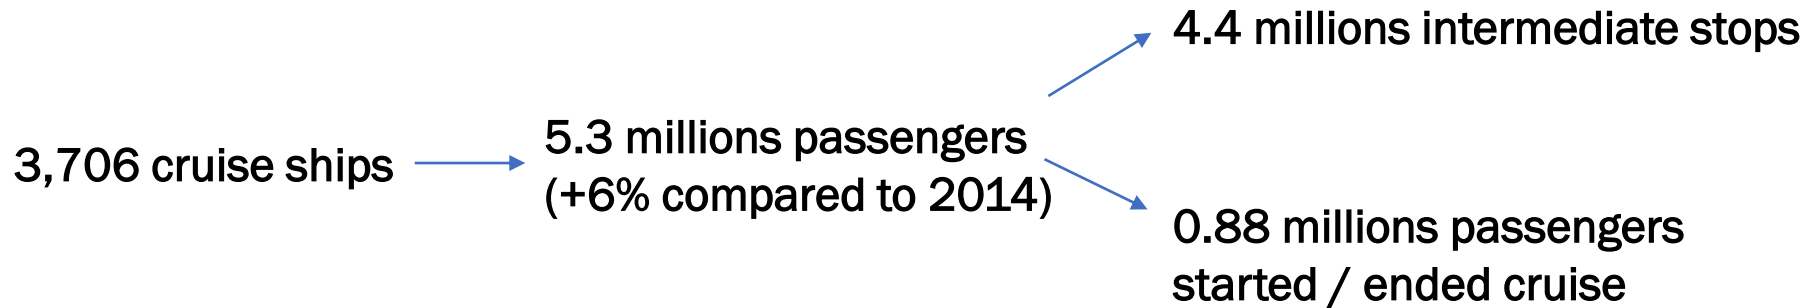 3,706 cruise ships
5.3 millions passengers
(+6% compared to 2014)
4.4 millions intermediate stops
0.88 millions passengers
started / ended cruise